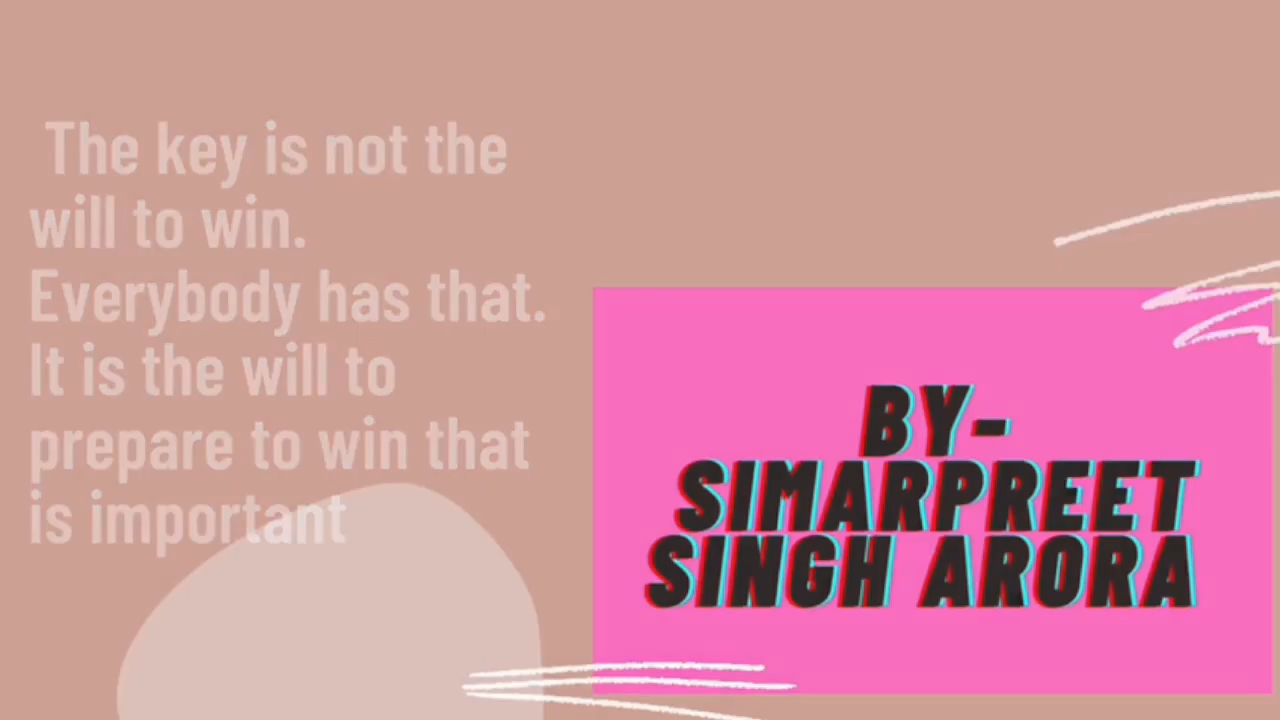 The key is not the
will to win.
Everybody has that.
It is the will to
prepare to win that
is important
BY-
SIMARPREET
SINGH ARORA